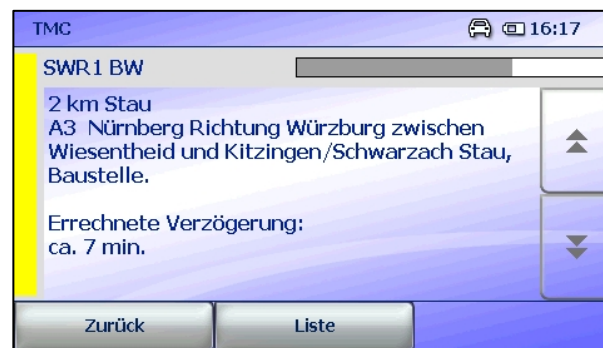 TMC 16:17
SWR1 BW
2 km Stau
A3 Nürnberg Richtung Würzburg zwischen
Wiesentheid und Kitzingen/Schwarzach Stau,
Baustelle.
Errechnete Verzögerung:
ca. 7 min.
Zurück Liste